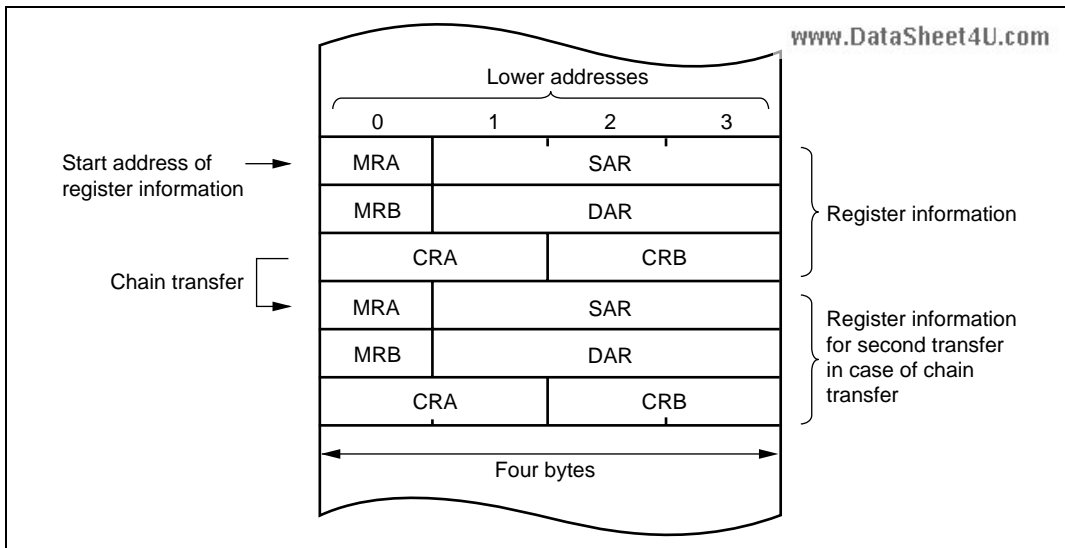 www.DataSheet4U.com
Lower addresses
0 1 2 3
Start address of
register information
MRA SAR
MRB DAR
CRA CRB
Register information
Chain transfer
MRA SAR
MRB DAR
CRA CRB
Register information
for second transfer
in case of chain
transfer
Four bytes